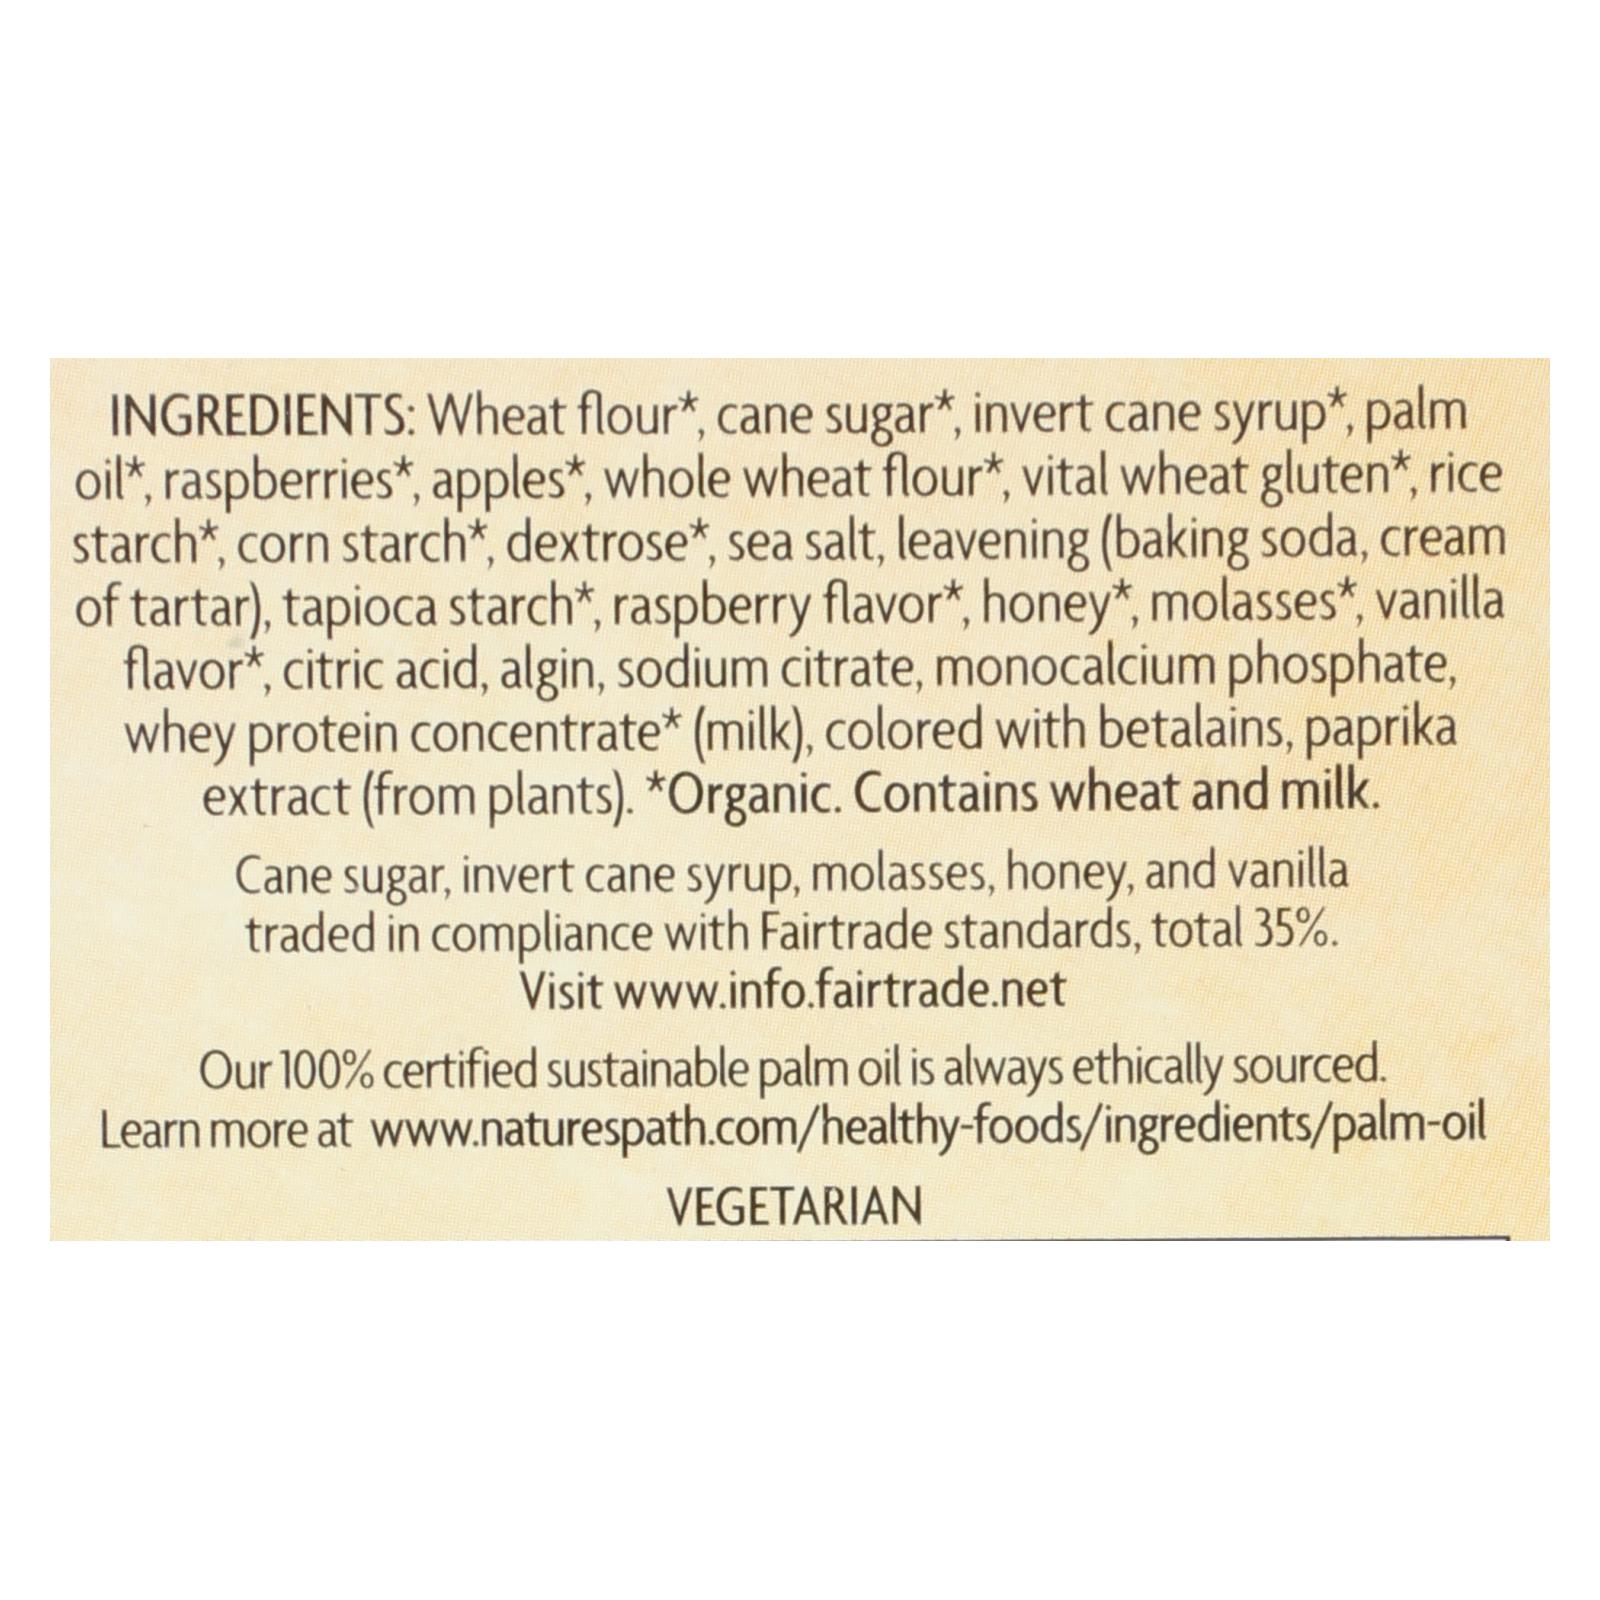 INGREDIENTS: Wheat flour*, cane sugar*, invert cane syrup*, palm
oil*, raspberries*, apples*, whole wheat flour*, vital wheat gluten*, rice
starch*, corn starch*, dextrose*, sea salt, leavening (baking soda, cream
of tartar), tapioca starch*, raspberry flavor*, honey*, molasses*, vanilla
flavor*, citric acid, algin, sodium citrate, monocalcium phosphate,
whey protein concentrate* (milk), colored with betalains, paprika
extract (from plants). *Organic. Contains wheat and milk.
Cane sugar, invert cane syrup, molasses, honey, and vanilla
traded in compliance with Fairtrade standards, total 35%.
Visit www.info.fairtrade.net
Our 100% certified sustainable palm oil is always ethically sourced.
Learn more at www.naturespath.com/healthy-foods/ingredients/palm-oil
VEGETARIAN